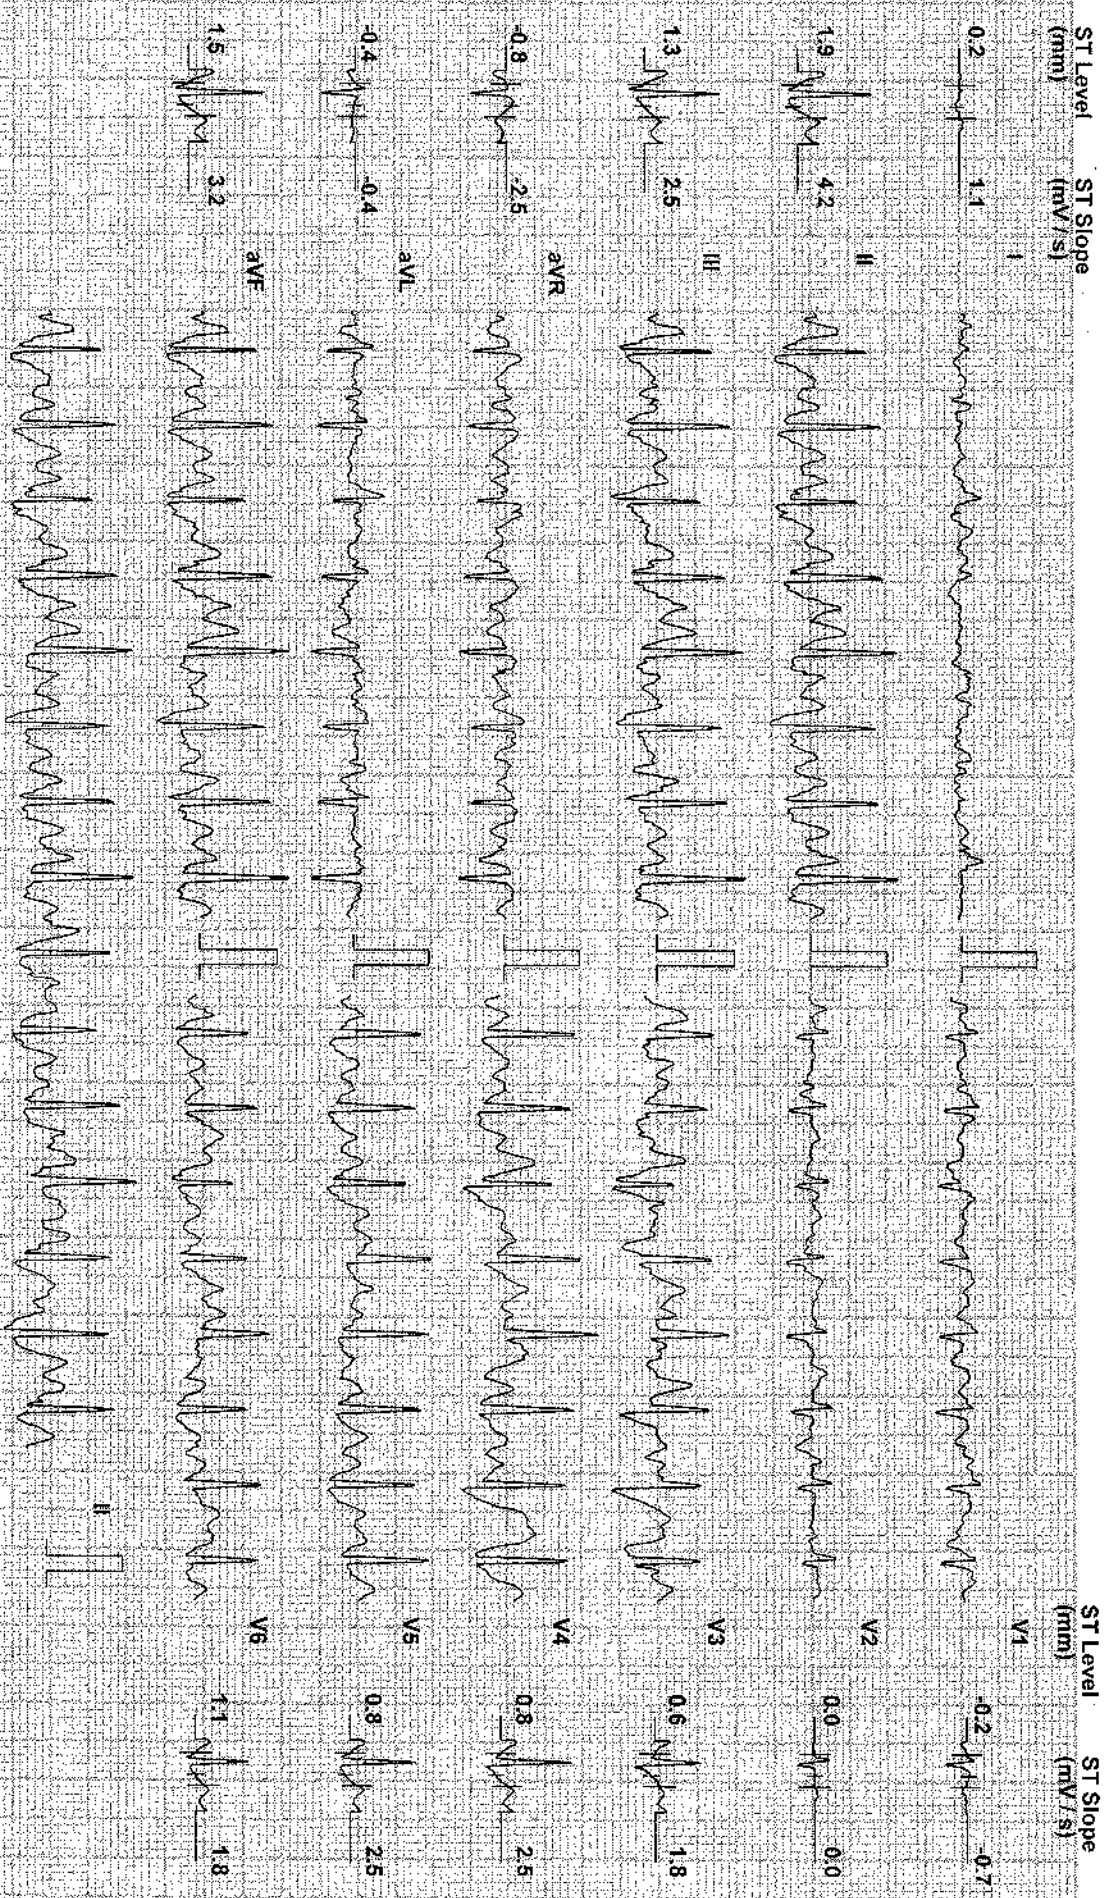 ST Level ST Slope
(mm) (mV / s)
I
0.2 1.1
II
1.9 4.2
III
1.3 2.5
aVR
-0.8 -2.5
aVL
-0.4 -0.4
aVF
1.5 3.2
II
ST Level ST Slope
(mm) (mV / s)
V1
-0.2 -0.7
V2
0.0 0.0
V3
0.6 1.8
V4
0.8 2.5
V5
0.8 2.5
V6
1.1 1.8